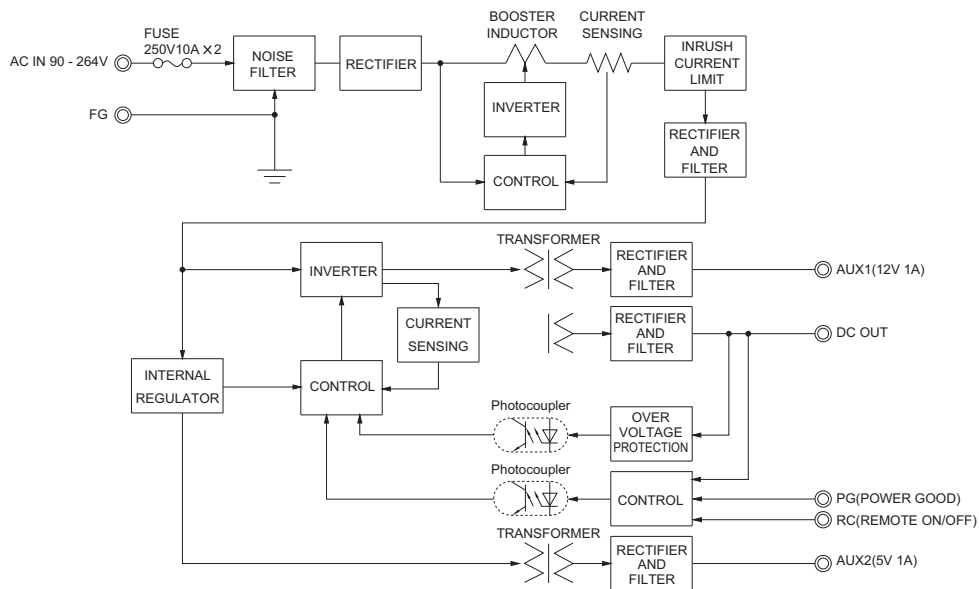 FUSE
250V10A ×2
BOOSTER
INDUCTOR
CURRENT
SENSING
AC IN 90 - 264V
NOISE
FILTER
RECTIFIER
INRUSH
CURRENT
LIMIT
INVERTER
FG
RECTIFIER
AND
FILTER
CONTROL
TRANSFORMER
INVERTER
RECTIFIER
AND
FILTER
AUX1(12V 1A)
CURRENT
SENSING
RECTIFIER
AND
FILTER
DC OUT
INTERNAL
REGULATOR
CONTROL
Photocoupler
OVER
VOLTAGE
PROTECTION
Photocoupler
CONTROL
PG(POWER GOOD)
RC(REMOTE ON/OFF)
TRANSFORMER
RECTIFIER
AND
FILTER
AUX2(5V 1A)